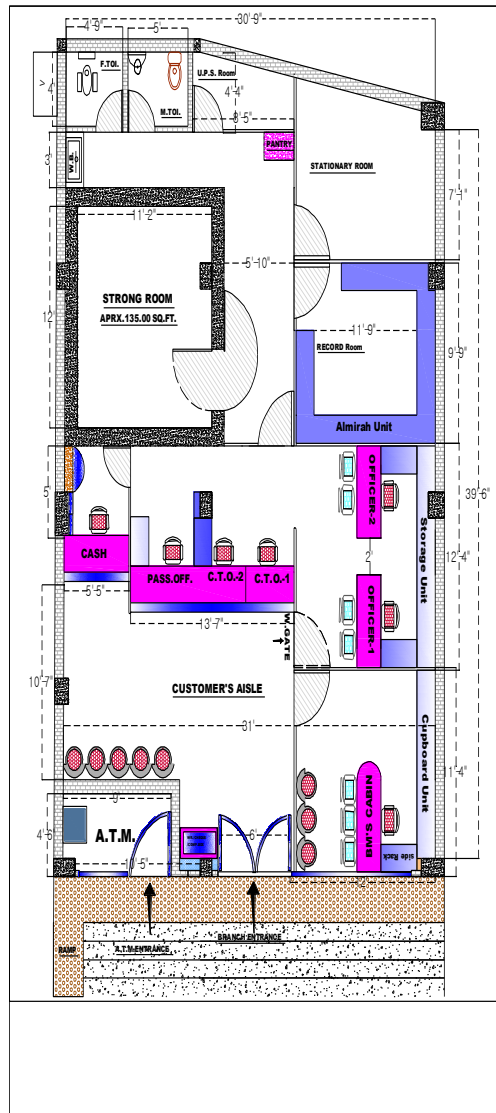 30'-9"
4'-9"
5'
F.TOI.
M.TOI.
U.P.S. Room
4'
4'-4"
8'-5"
3'
W.B.
PANTRY
STATIONARY ROOM
7'-1"
11'-2"
5'-10"
STRONG ROOM
APRX.135.00 SQ.FT.
12'
11'-9"
RECORD Room
9'-9"
Almirah Unit
39'-6"
5'
CASH
5'-5"
PASS.OFF.
C.T.O.-2
C.T.O.-1
13'-7"
OFFICER-2
2'
OFFICER-1
Storage Unit
12'-4"
W.GATE
10'-7"
CUSTOMER'S AISLE
31'
Cupboard Unit
11'-4"
BM'S CABIN
side Rack
9'
4'-6"
A.T.M.
10'-5"
6'
RAMP
A.T.M-ENTRANCE
BRANCH ENTRANCE